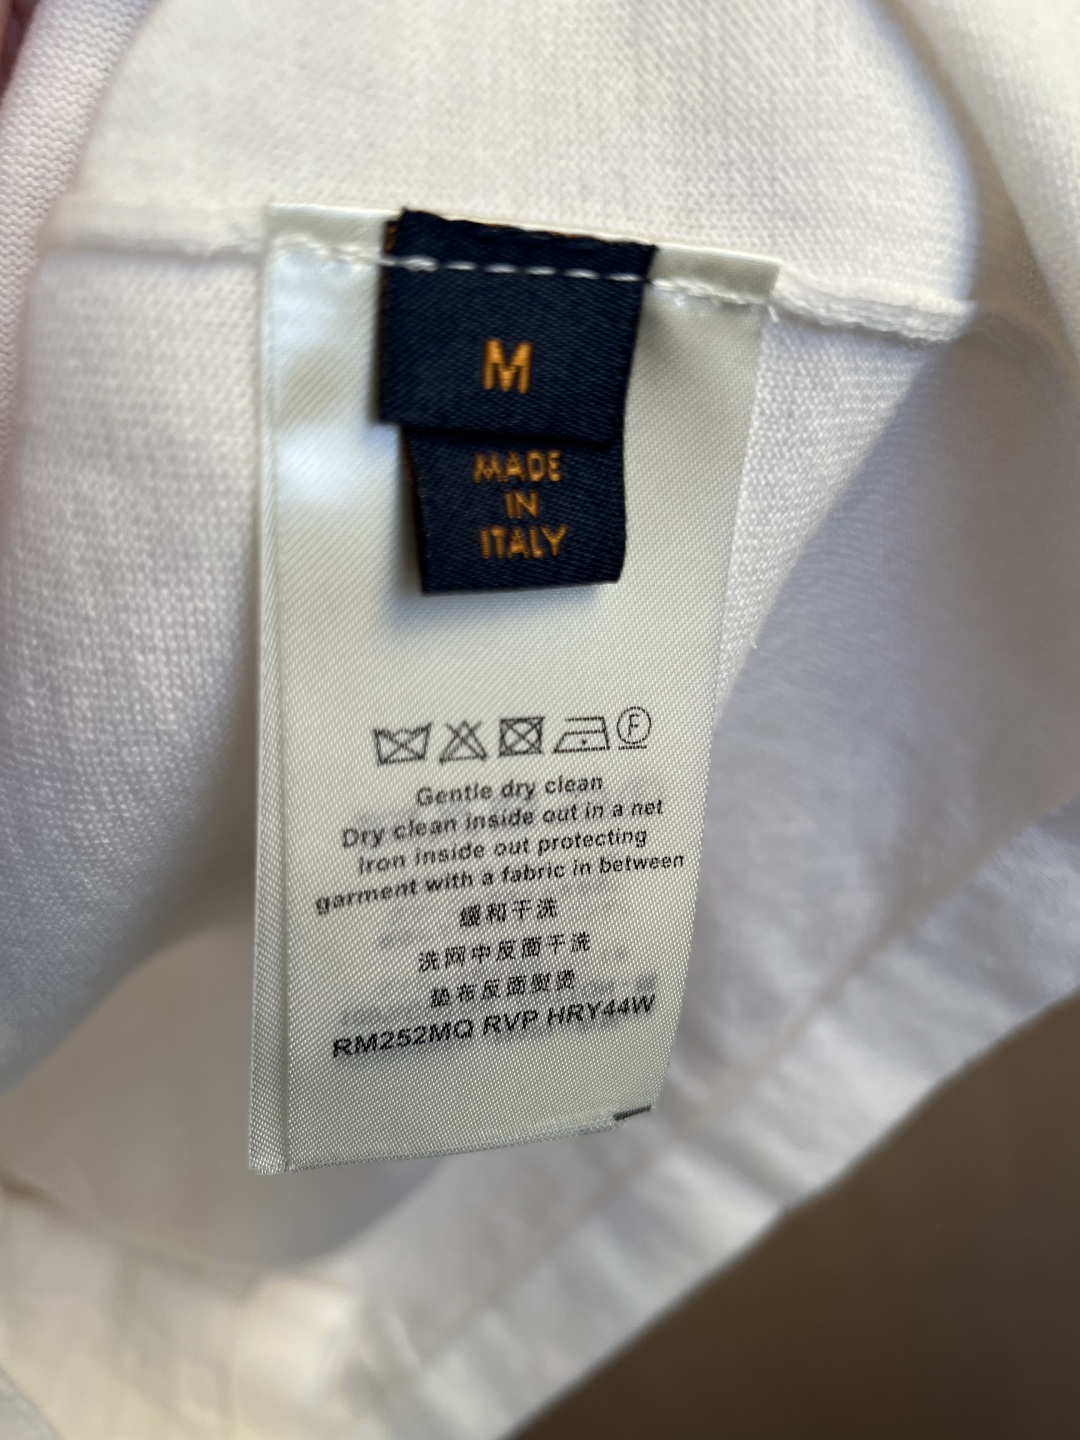 M
MADE
IN
ITALY
F
Gentle dry clean
Dry clean inside out in a net
Iron inside out protecting
garment with a fabric in between
缓和干洗
洗网中反面干洗
垫布反面熨烫
RM252MQ RVP HRY44W